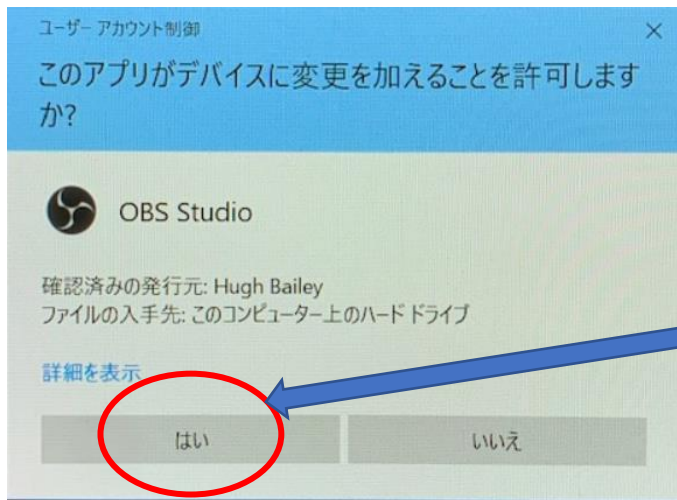 ユーザー アカウント制御
このアプリがデバイスに変更を加えることを許可します
か?
OBS Studio
確認済みの発行元: Hugh Bailey
ファイルの入手先: このコンピューター上のハード ドライブ
詳細を表示
はい
いいえ